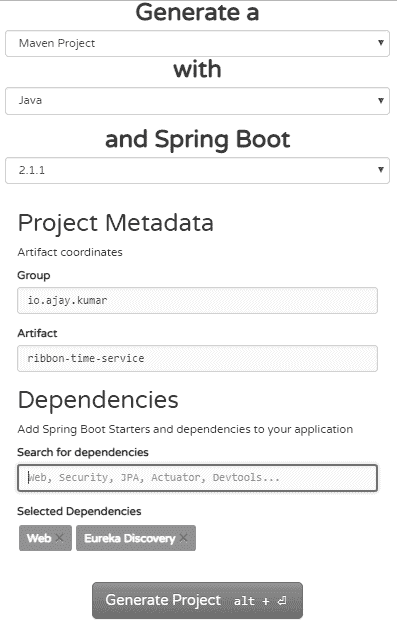 Generate a
Maven Project
with
Java
and Spring Boot
2.1.1
Project Metadata
Artifact coordinates
Group
io.ajay.kumar
Artifact
ribbon-time-service
Dependencies
Add Spring Boot Starters and dependencies to your application
Search for dependencies
Web, Security, JPA, Actuator, Devtools...
Selected Dependencies
Web × Eureka Discovery ×
Generate Project alt + ⏎